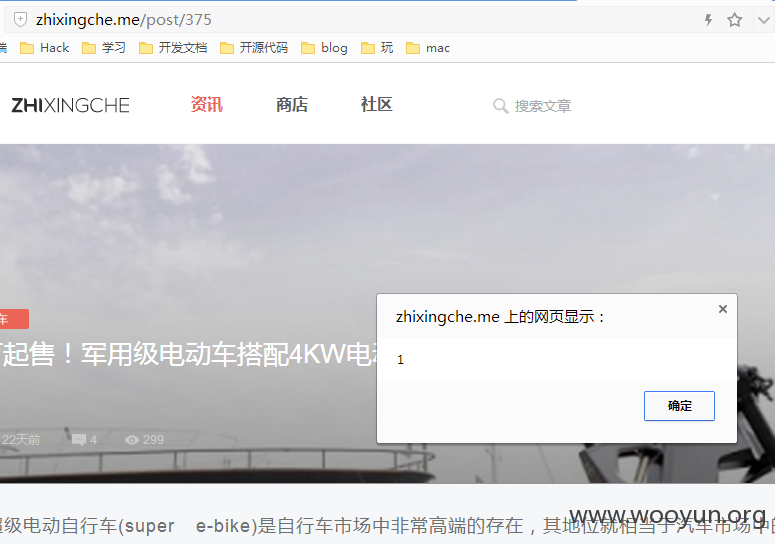 zhixingche.me/post/375
Hack 学习 开发文档 开源代码 blog 玩 mac
ZHIXINGCHE 资讯 商店 社区 搜索文章
车
zhixingche.me 上的网页显示：
1
确定
起售！军用级电动车搭配4KW电
22天前 4 299
级电动自行车(super e-bike)是自行车市场中非常高端的存在，其地位就相当于汽车市场中的
www.wooyun.org